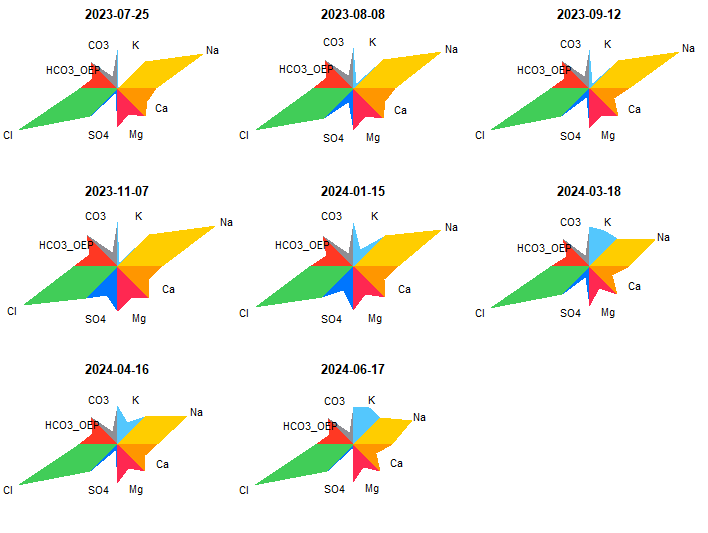 2023-07-25
2023-08-08
2023-09-12
CO3 K Na
HCO3_OEP
Ca
Cl SO4 Mg
CO3 K Na
HCO3_OEP
Ca
Cl SO4 Mg
CO3 K Na
HCO3_OEP
Ca
Cl SO4 Mg
2023-11-07
2024-01-15
2024-03-18
CO3 K Na
HCO3_OEP
Ca
Cl SO4 Mg
CO3 K Na
HCO3_OEP
Ca
Cl SO4 Mg
CO3 K Na
HCO3_OEP
Ca
Cl SO4 Mg
2024-04-16
2024-06-17
CO3 K Na
HCO3_OEP
Ca
Cl SO4 Mg
CO3 K Na
HCO3_OEP
Ca
Cl SO4 Mg